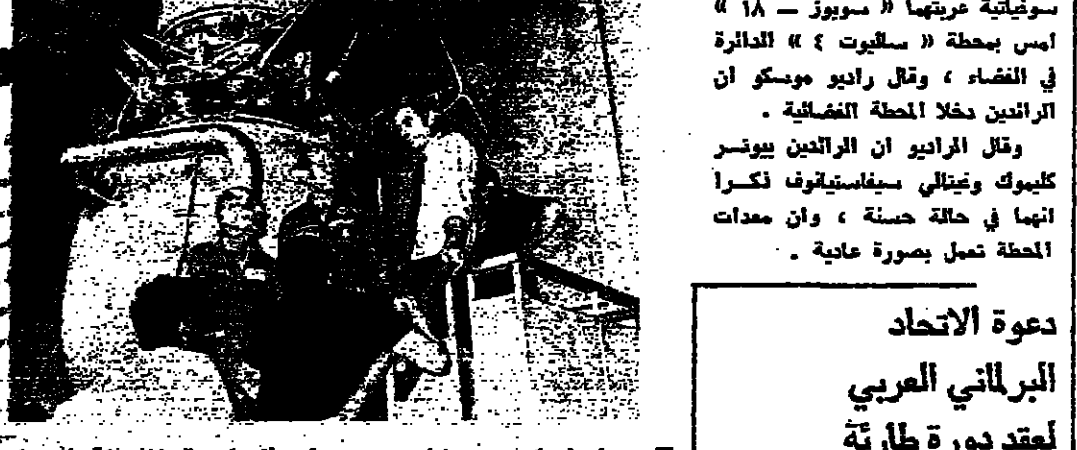 سوفياتية عربتهما « سويوز — ١٨ »
امس بمحطة « ساليوت ٤ » الدائرة
في الفضاء ، وقال راديو موسكو ان
الرائدين دخلا المحطة الفضائية .
وقال الراديو ان الرائدين بيوتسر
كليموك وفيتالي سيفاستيانوف ذكسرا
انهما في حالة حسنة ، وان معدات
المحطة تعمل بصورة عادية .
دعوة الاتحاد
البرلماني العربي
لعقد دورة طارئة